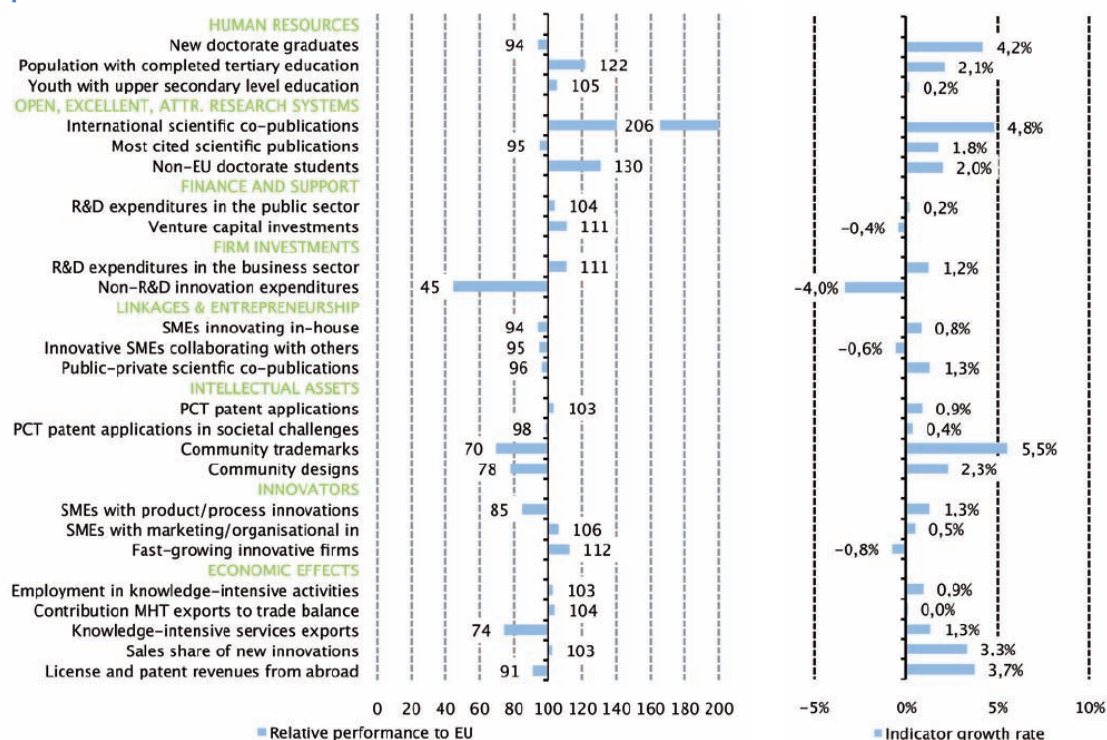 HUMAN RESOURCES
New doctorate graduates 94 4,2%
Population with completed tertiary education 122 2,1%
Youth with upper secondary level education 105 0,2%
OPEN, EXCELLENT, ATTR. RESEARCH SYSTEMS
International scientific co-publications 206 4,8%
Most cited scientific publications 95 1,8%
Non-EU doctorate students 130 2,0%
FINANCE AND SUPPORT
R&D expenditures in the public sector 104 0,2%
Venture capital investments 111 -0,4%
FIRM INVESTMENTS
R&D expenditures in the business sector 111 1,2%
Non-R&D innovation expenditures 45 -4,0%
LINKAGES & ENTREPRENEURSHIP
SMEs innovating in-house 94 0,8%
Innovative SMEs collaborating with others 95 -0,6%
Public-private scientfc co-publications 96 1,3%
INTELLECTUAL ASSETS
PCT patent applications 103 0,9%
PCT patent applications in societal challenges 98 0,4%
Community trademarks 70 5,5%
Community designs 78 2,3%
INNOVATORS
SMEs with product/process innovations 85 1,3%
SMEs with marketing/organisational in 106 0,5%
Fast-growing innovative firms 112 -0,8%
ECONOMIC EFFECTS
Employment in knowledge-intensive activities 103 0,9%
Contribution MHT exports to trade balance 104 0,0%
Knowledge-intensive services exports 74 1,3%
Sales share of new innovations 103 3,3%
License and patent revenues from abroad 91 3,7%
0 20 40 60 80 100 120 140 160 180 200 -5% 0% 5% 10%
Relative performance to EU Indicator growth rate